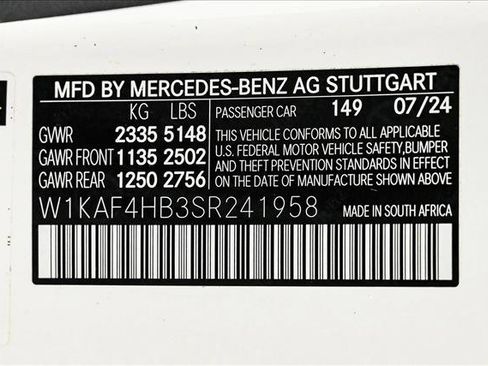 MFD BY MERCEDES-BENZ AG STUTTGART
KG LBS PASSENGER CAR 149 07/24
GVWR 2335 5148
GAWR FRONT 1135 2502
GAWR REAR 1250 2756
THIS VEHICLE CONFORMS TO ALL APPLICABLE
U.S. FEDERAL MOTOR VEHICLE SAFETY,BUMPER
AND THEFT PREVENTION STANDARDS IN EFFECT
ON THE DATE OF MANUFACTURE SHOWN ABOVE
W1KAF4HB3SR241958 MADE IN SOUTH AFRICA